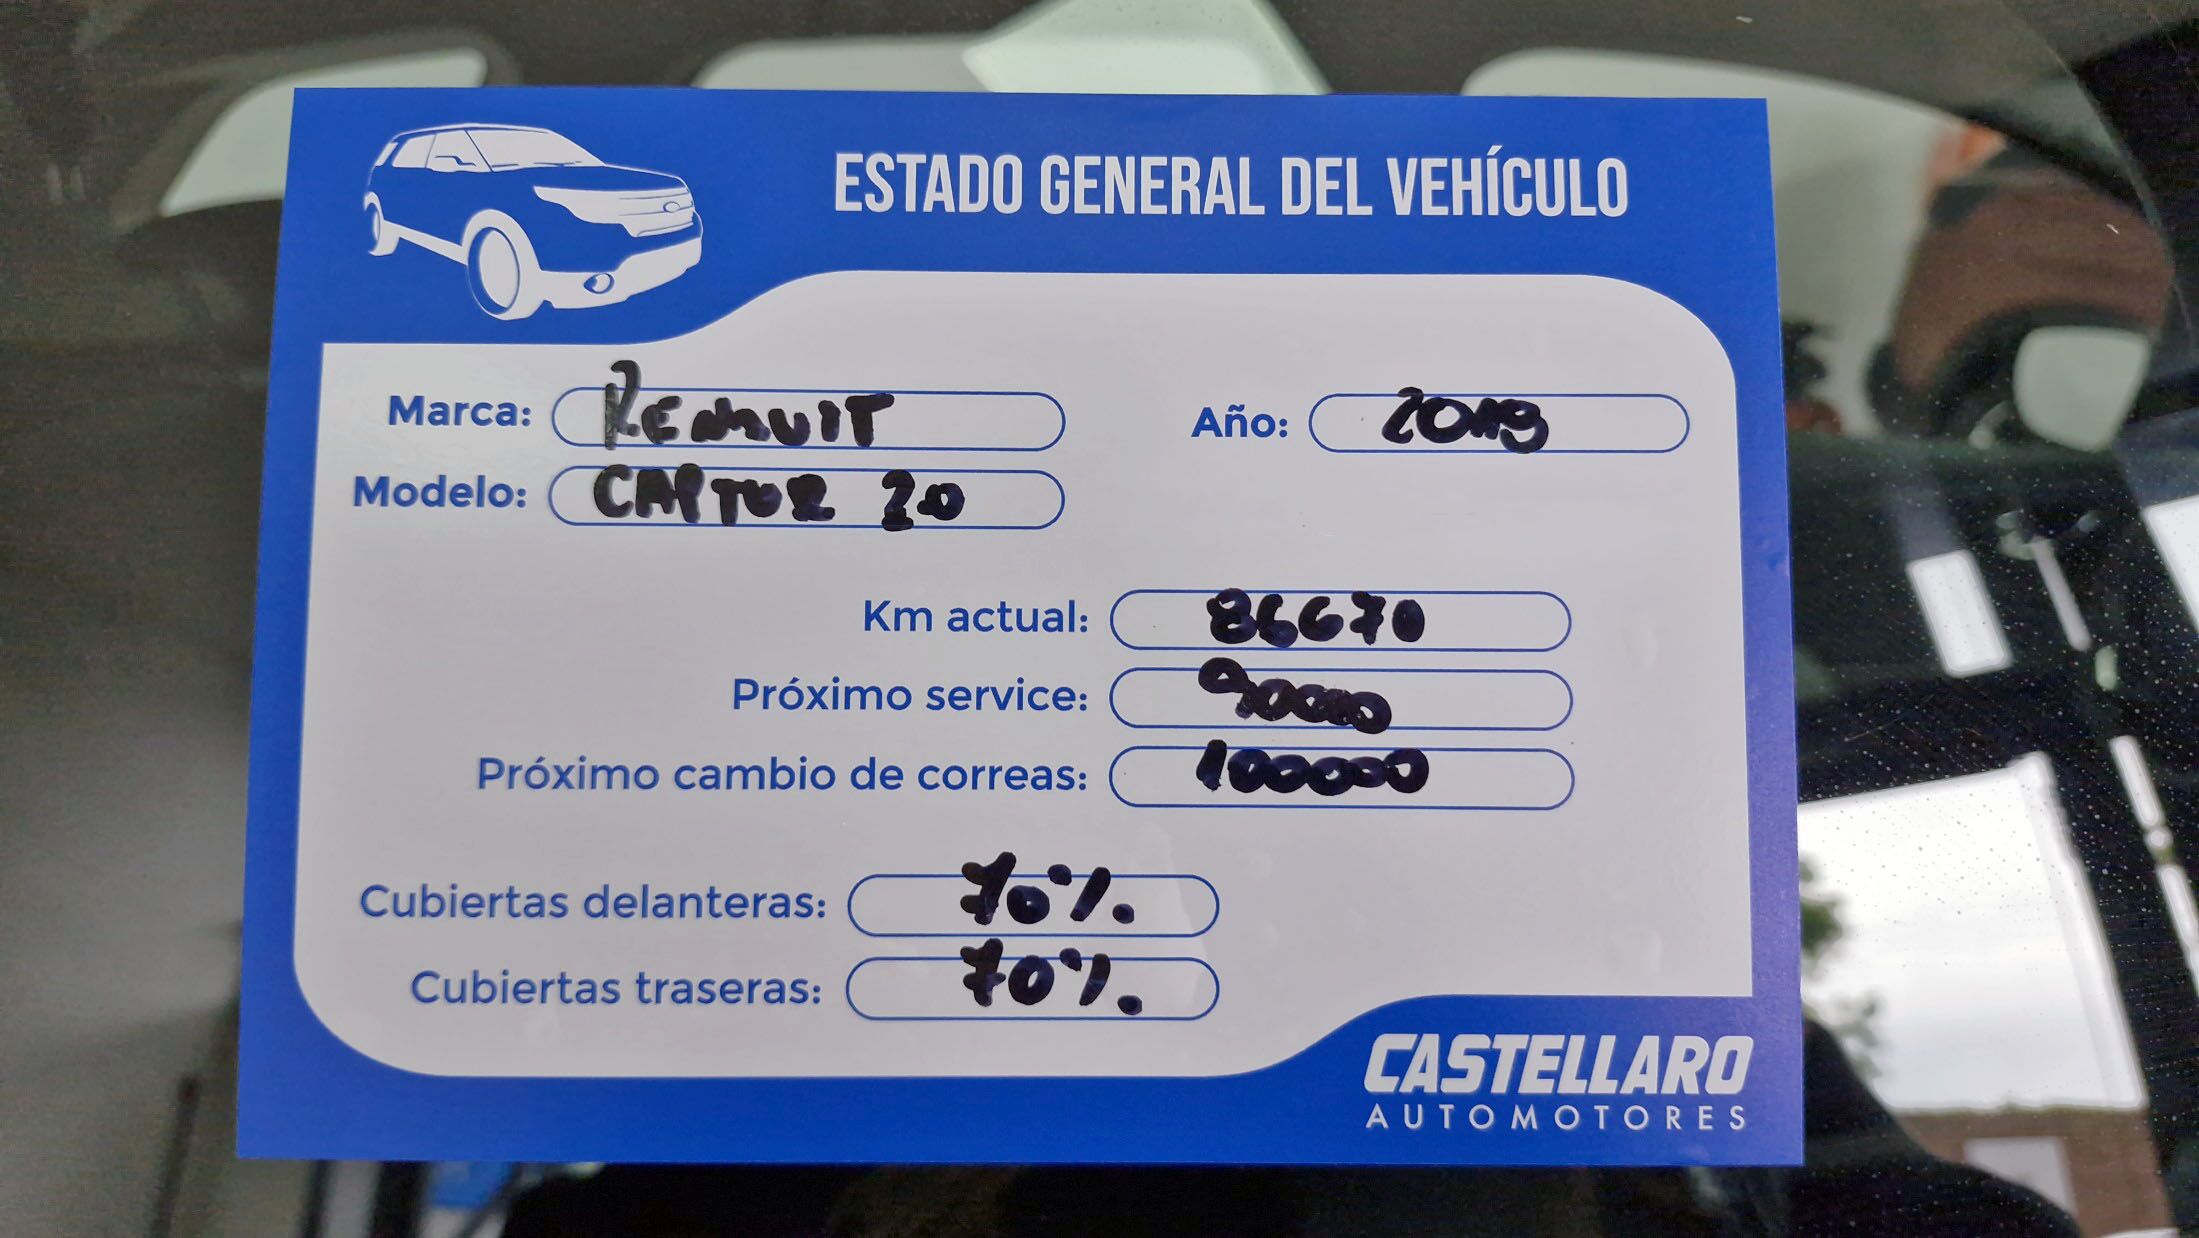 ESTADO GENERAL DEL VEHÍCULO
Marca: RENAUIT Año: 2019
Modelo: CAPTUR 2.0
Km actual: 86670
Próximo service: 90000
Próximo cambio de correas: 100000
Cubiertas delanteras: 70%
Cubiertas traseras: 70%
CASTELLARO
AUTOMOTORES